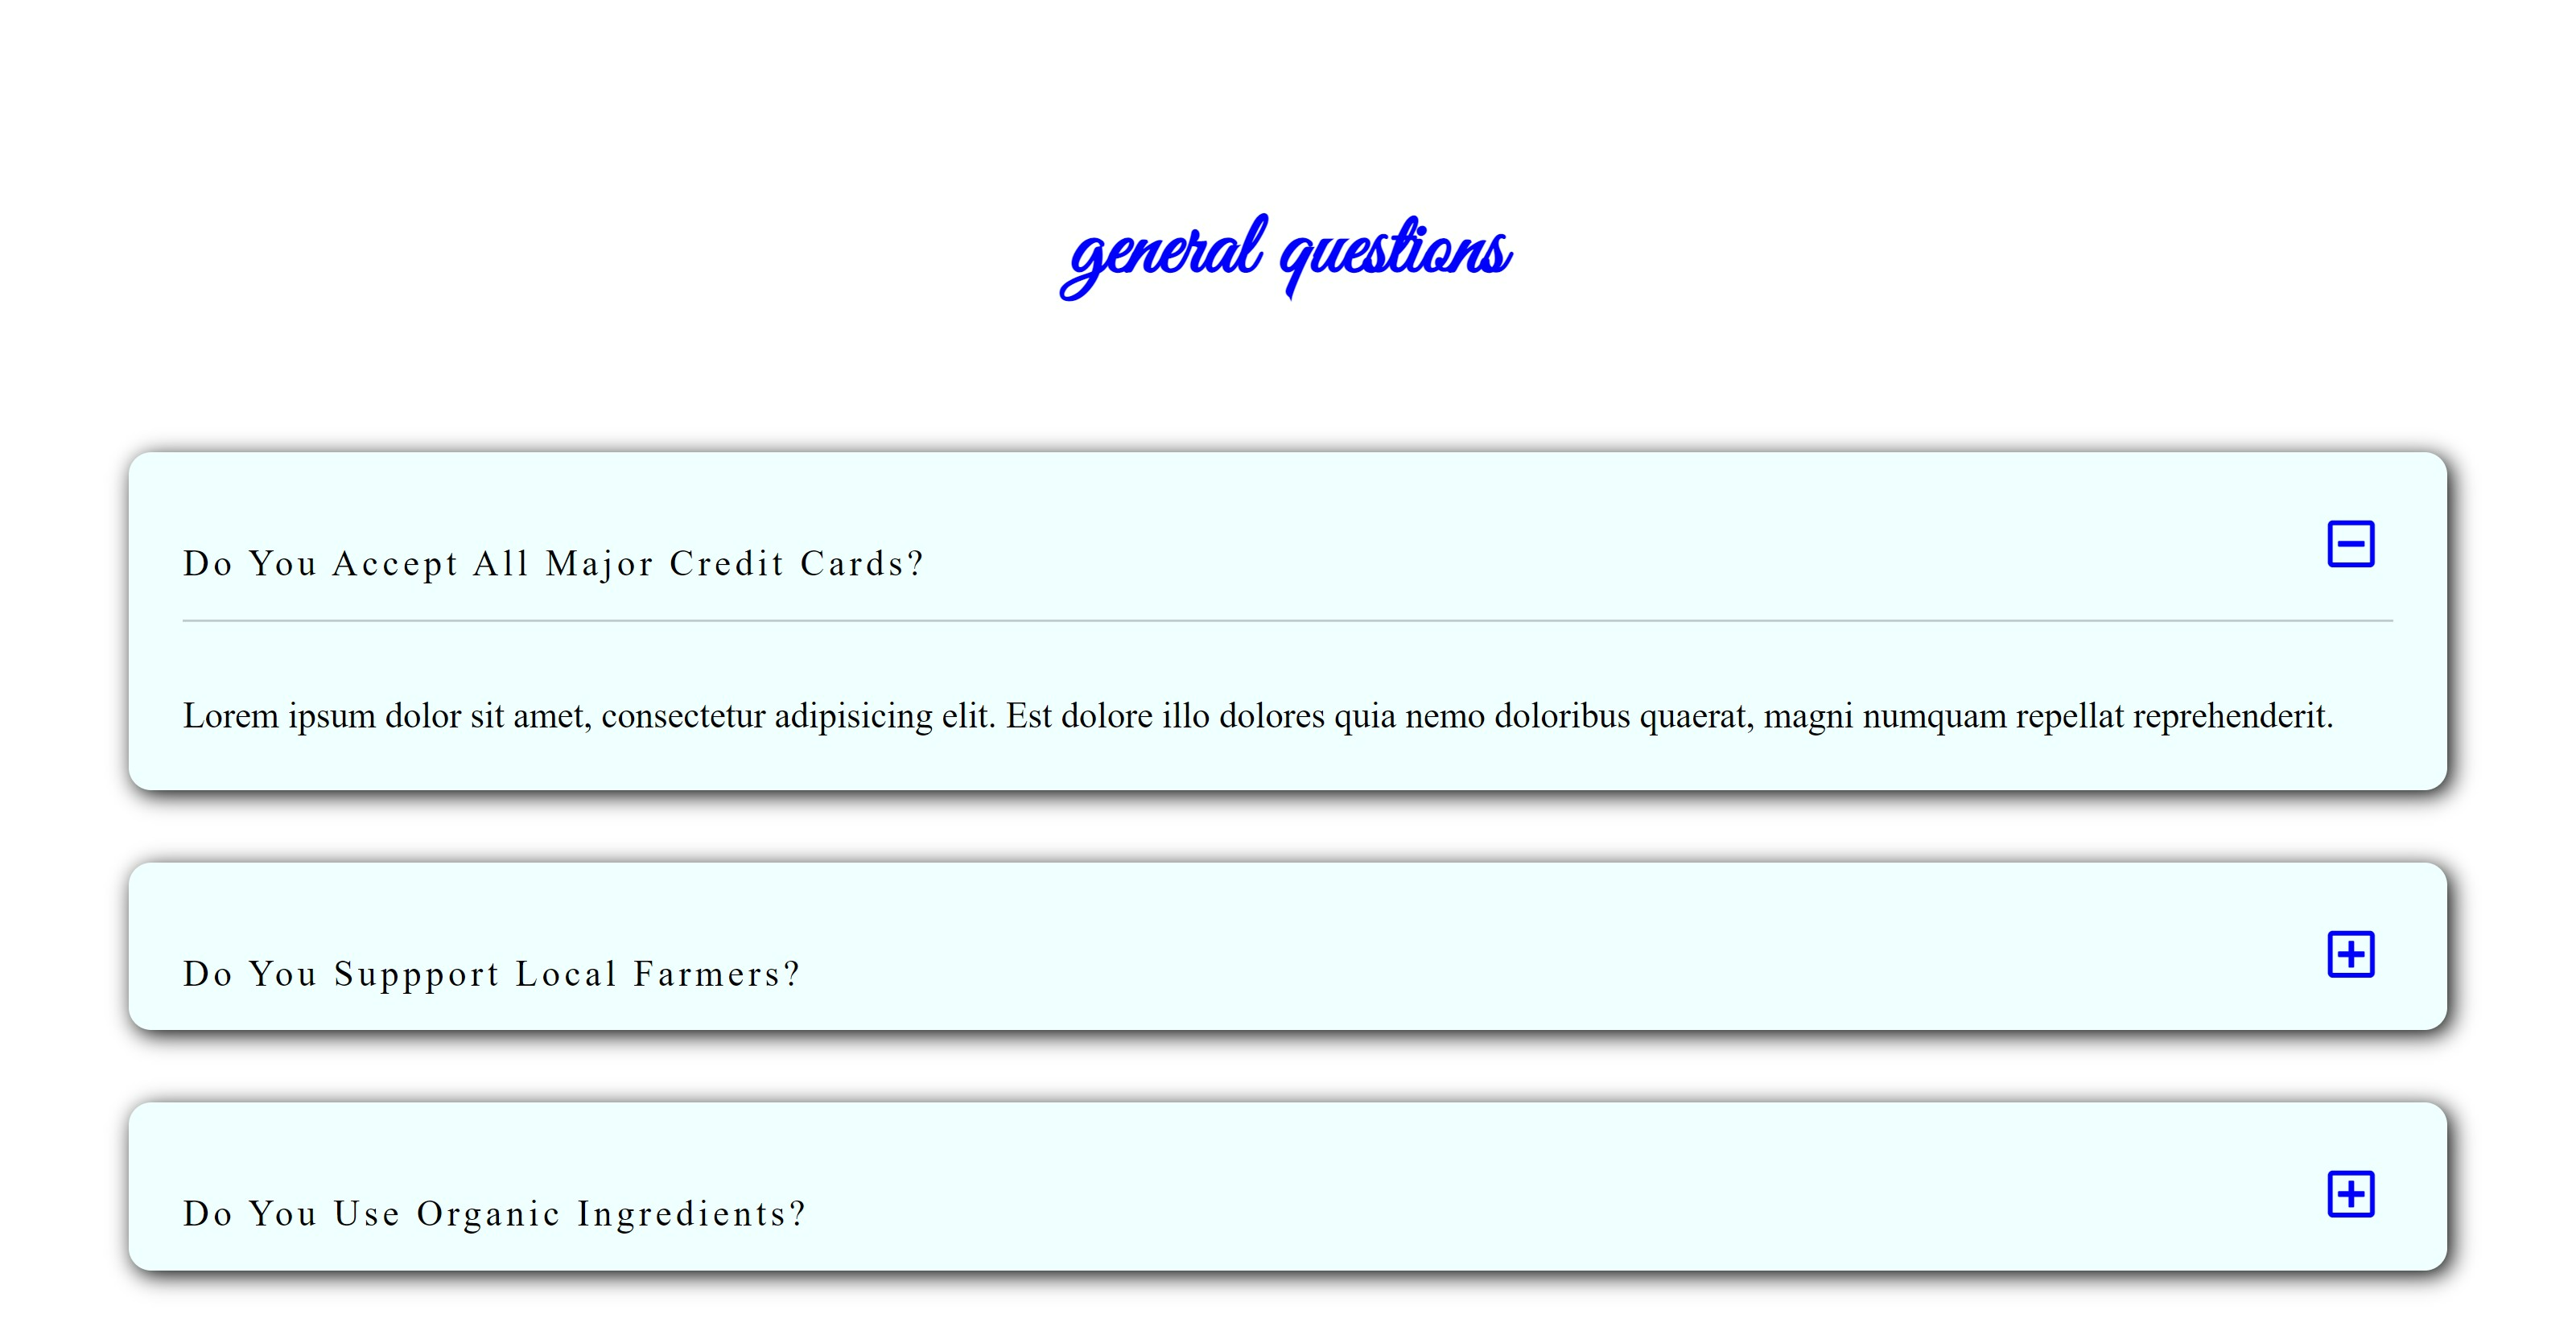 general questions
Do You Accept All Major Credit Cards?
Lorem ipsum dolor sit amet, consectetur adipisicing elit. Est dolore illo dolores quia nemo doloribus quaerat, magni numquam repellat reprehenderit.
Do You Suppport Local Farmers?
Do You Use Organic Ingredients?